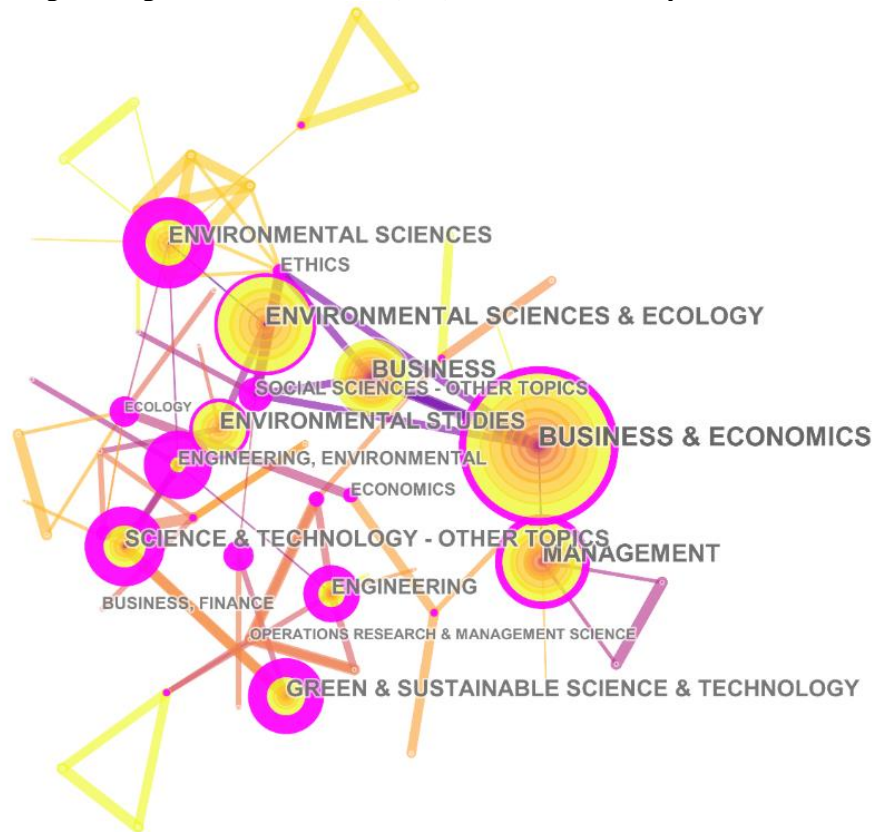 ENVIRONMENTAL SCIENCES
ETHICS
ENVIRONMENTAL SCIENCES & ECOLOGY
BUSINESS
SOCIAL SCIENCES - OTHER TOPICS
ECOLOGY
ENVIRONMENTAL STUDIES
BUSINESS & ECONOMICS
ENGINEERING, ENVIRONMENTAL
ECONOMICS
SCIENCE & TECHNOLOGY - OTHER TOPICS
MANAGEMENT
ENGINEERING
BUSINESS, FINANCE
OPERATIONS RESEARCH & MANAGEMENT SCIENCE
GREEN & SUSTAINABLE SCIENCE & TECHNOLOGY